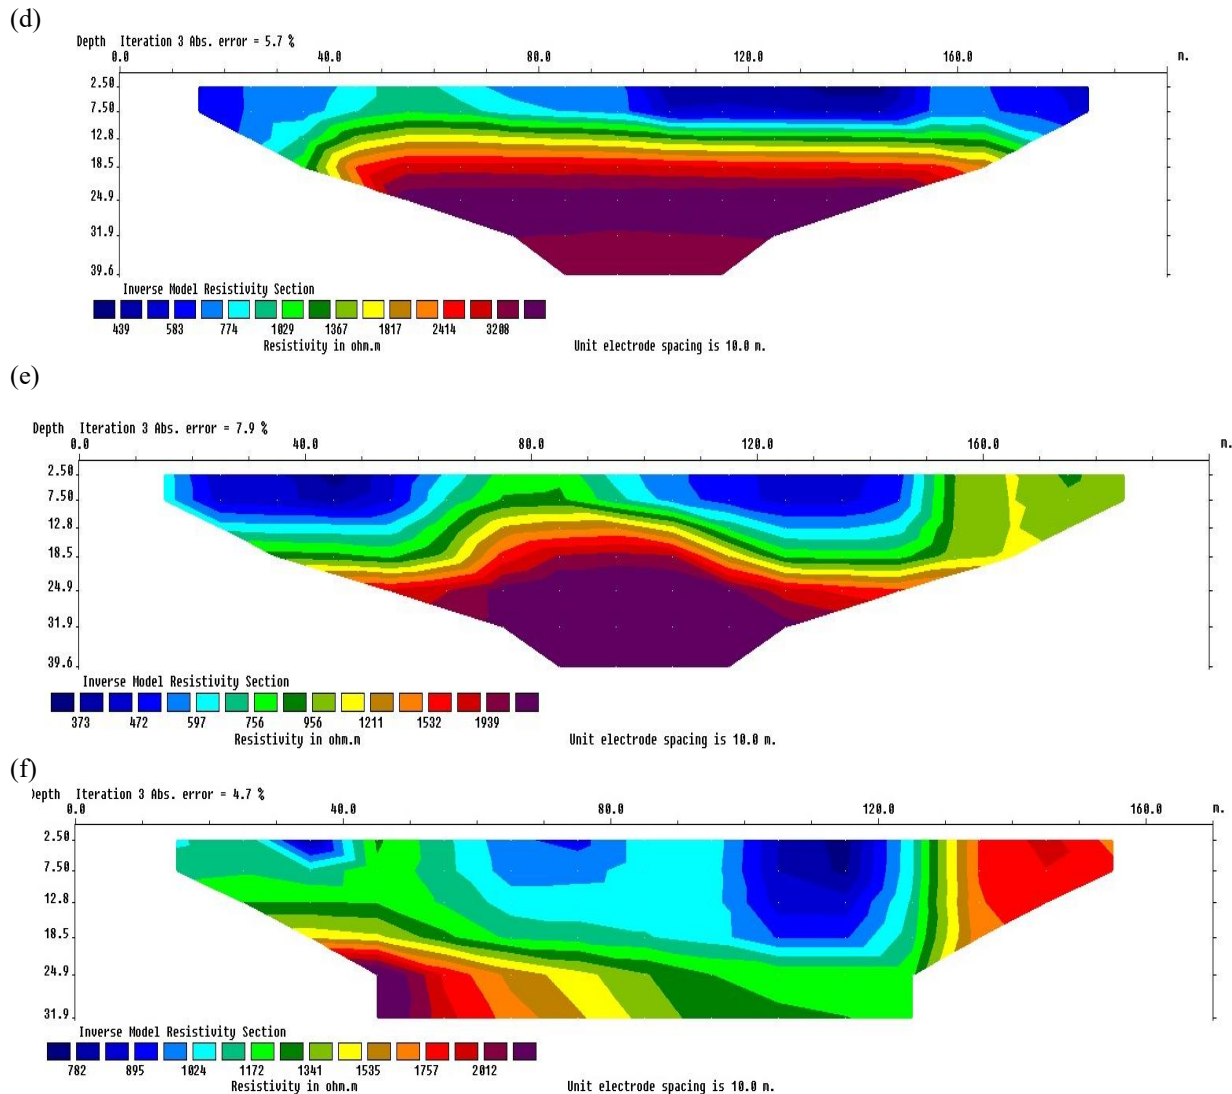 (d)
Depth Iteration 3 Abs. error = 5.7 %
0.0 40.0 80.0 120.0 160.0 m.
2.50
7.50
12.8
18.5
24.9
31.9
39.6
Inverse Model Resistivity Section
439 583 774 1029 1367 1817 2414 3208
Resistivity in ohm.m Unit electrode spacing is 10.0 m.
(e)
Depth Iteration 3 Abs. error = 7.9 %
0.0 40.0 80.0 120.0 160.0 m.
2.50
7.50
12.8
18.5
24.9
31.9
39.6
Inverse Model Resistivity Section
373 472 597 756 956 1211 1532 1939
Resistivity in ohm.m Unit electrode spacing is 10.0 m.
(f)
Depth Iteration 3 Abs. error = 4.7 %
0.0 40.0 80.0 120.0 160.0 m.
2.50
7.50
12.8
18.5
24.9
31.9
Inverse Model Resistivity Section
782 895 1024 1172 1341 1535 1757 2012
Resistivity in ohm.m Unit electrode spacing is 10.0 m.